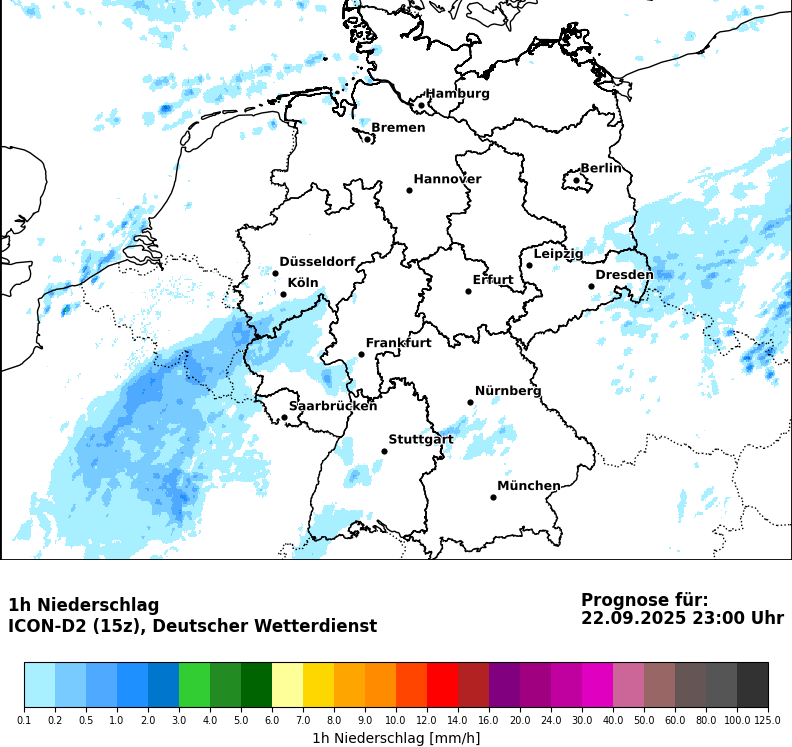 Hamburg
Bremen
Berlin
Hannover
Leipzig
Düsseldorf
Dresden
Köln
Erfurt
Frankfurt
Nürnberg
Saarbrücken
Stuttgart
München
1h Niederschlag
ICON-D2 (15z), Deutscher Wetterdienst
Prognose für:
22.09.2025 23:00 Uhr
0.1 0.2 0.5 1.0 2.0 3.0 4.0 5.0 6.0 7.0 8.0 9.0 10.0 12.0 14.0 16.0 20.0 24.0 30.0 40.0 50.0 60.0 80.0 100.0 125.0
1h Niederschlag [mm/h]